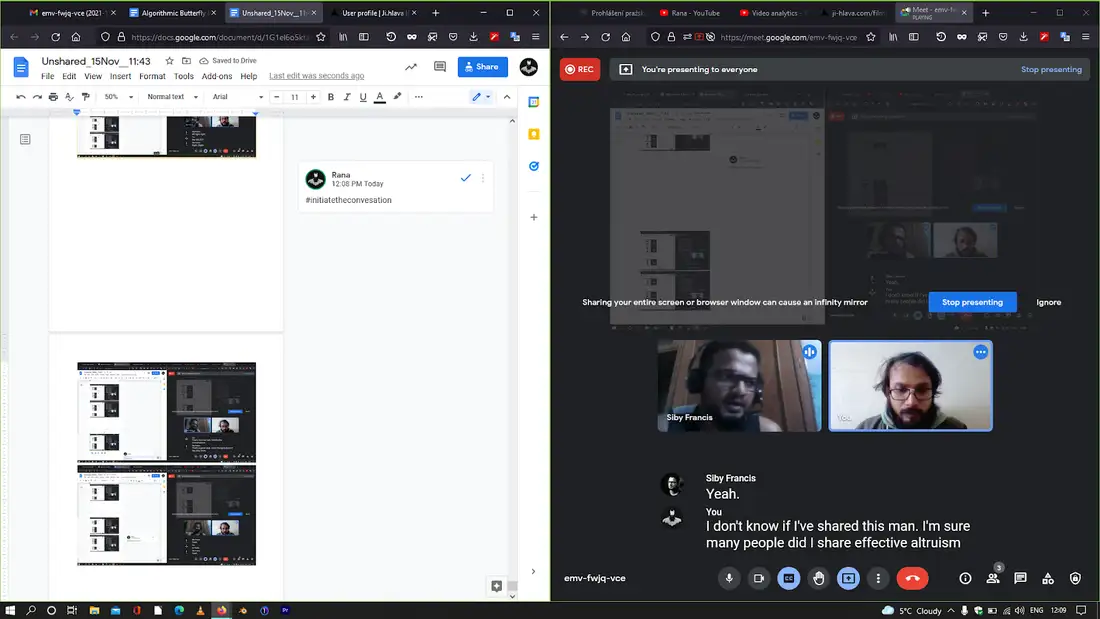 emv-fwjq-vce (2021-
Algorithmic Butterfly
Unshared_15Nov__11:
User profile | Ji.hlava
https://docs.google.com/document/d/1G1el6o5k
Unshared_15Nov__11:43
Saved to Drive
File Edit View Insert Format Tools Add-ons Help
Last edit was seconds ago
Share
50%
Normal text
Arial
11
B I U A
Rana
12:08 PM Today
#initiatetheconvesation
Prohlášení pražsk
Rana - YouTube
Video analytics -
ji-hlava.com/Film
Meet - emv-f
PLAYING
https://meet.google.com/emv-fwjq-vce
REC
You're presenting to everyone
Stop presenting
Sharing your entire screen or browser window can cause an infinity mirror
Stop presenting
Ignore
Siby Francis
You
Siby Francis
Yeah.
You
I don't know if I've shared this man. I'm sure
many people did I share effective altruism
emv-fwjq-vce
CC
3
5°C Cloudy
ENG
12:09